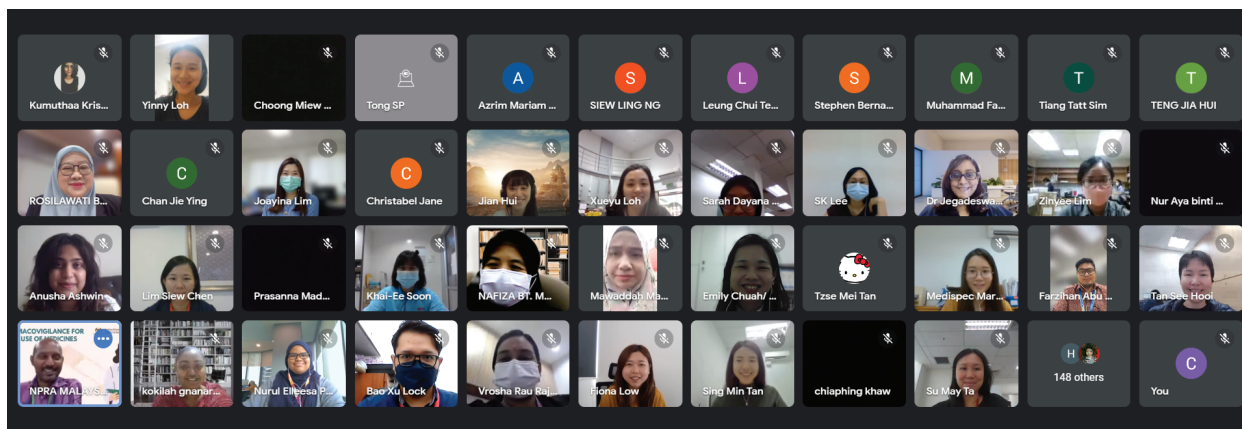 Kumuthaa Kris...
Yinny Loh
Choong Miew ...
Tong SP
A
Azrim Mariam ...
S
SIEW LING NG
L
Leung Chui Te...
S
Stephen Berna...
M
Muhammad Fa...
T
Tiang Tatt Sim
T
TENG JIA HUI
ROSILAWATI B...
C
Chan Jie Ying
Joayina Lim
C
Christabel Jane
Jian Hui
Xueyu Loh
Sarah Dayana ...
SK Lee
Dr Jegadeswa...
Zinyee Lim
Nur Aya binti ...
Anusha Ashwin
Lim Siew Chen
Prasanna Mad...
Khai-Ee Soon
NAFIZA BT. M...
Mawaddah Ma...
Emily Chuah/ ...
Tzse Mei Tan
Medispec Mar...
Farzihan Abu ...
Tan See Hooi
MACOVIGILANCE FOR
USE OF MEDICINES
NPRA MALAYS...
kokilah gnanar...
Nurul Elleesa P...
Bao Xu Lock
Vrosha Rau Raj...
Fiona Low
Sing Min Tan
chiaphing khaw
Su May Ta
H
148 others
C
You